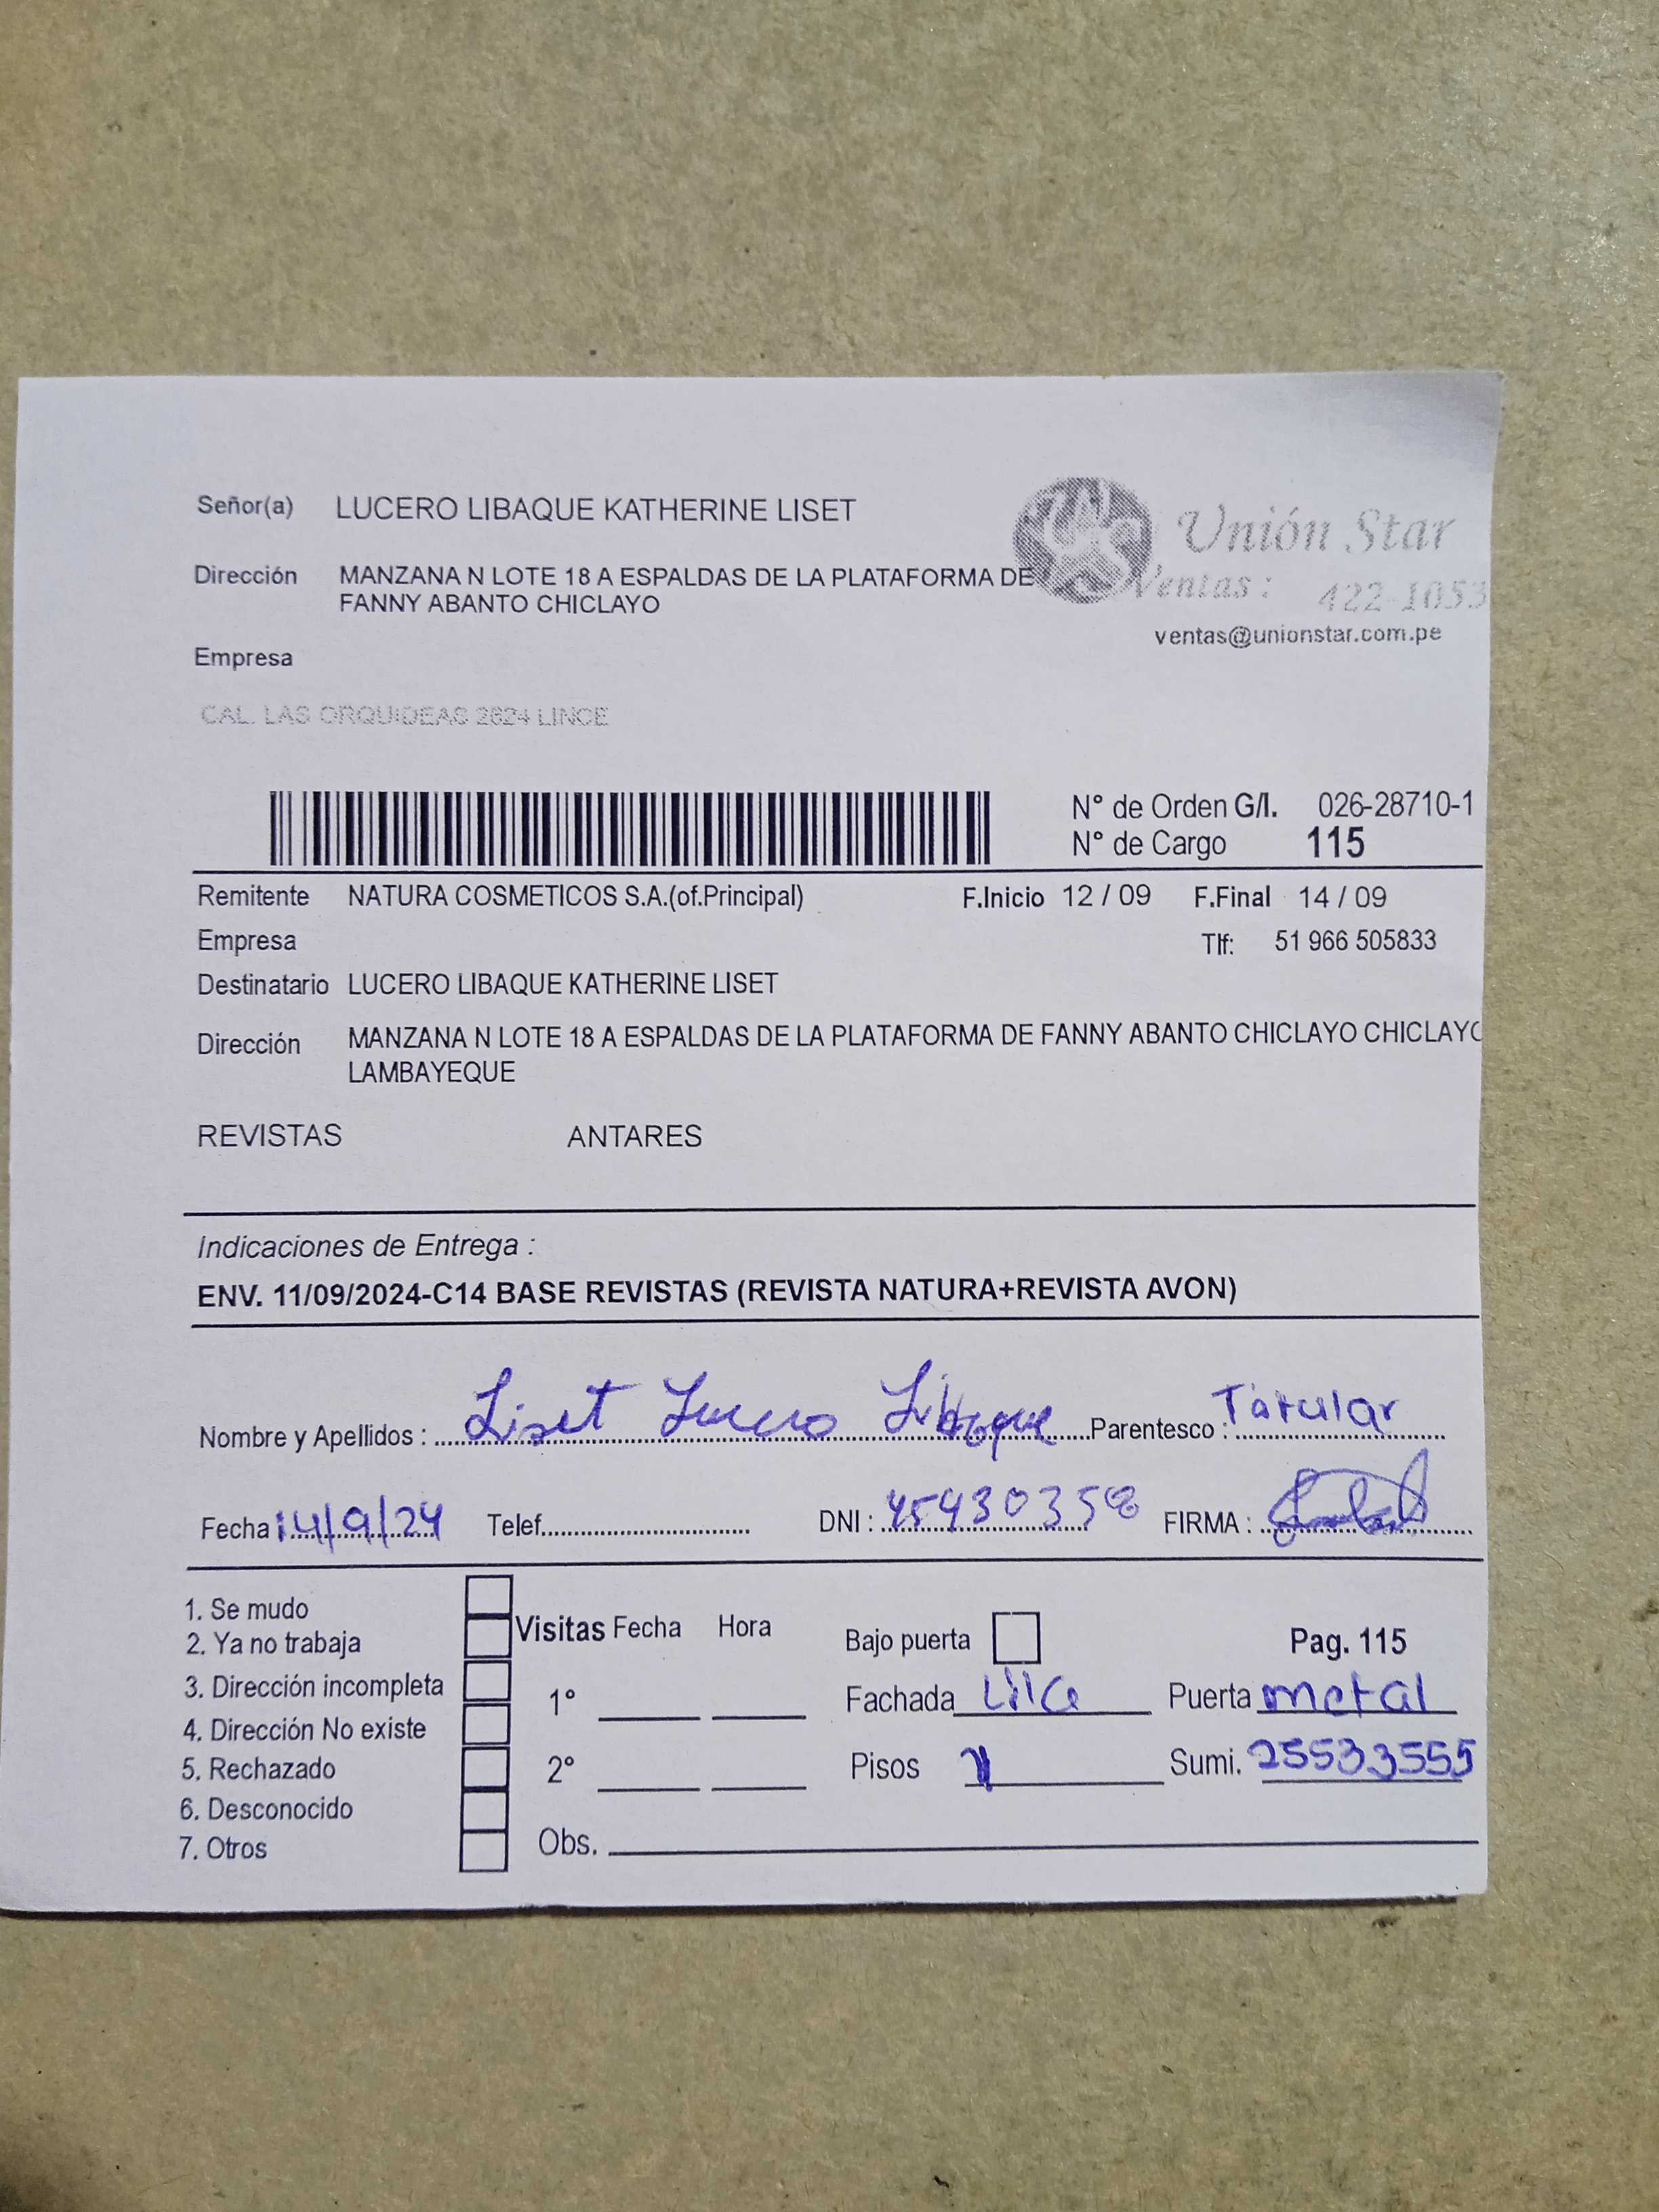 Señor(a) LUCERO LIBAQUE KATHERINE LISET
Unión Star
Dirección MANZANA N LOTE 18 A ESPALDAS DE LA PLATAFORMA DE
FANNY ABANTO CHICLAYO
Ventas : 422-1053
ventas@unionstar.com.pe
Empresa
CAL. LAS ORQUIDEAS 2624 LINCE
N° de Orden G/I. 026-28710-1
N° de Cargo 115
Remitente NATURA COSMETICOS S.A.(of.Principal) F.Inicio 12 / 09 F.Final 14 / 09
Empresa Tlf: 51 966 505833
Destinatario LUCERO LIBAQUE KATHERINE LISET
Dirección MANZANA N LOTE 18 A ESPALDAS DE LA PLATAFORMA DE FANNY ABANTO CHICLAYO CHICLAYO
LAMBAYEQUE
REVISTAS ANTARES
Indicaciones de Entrega :
ENV. 11/09/2024-C14 BASE REVISTAS (REVISTA NATURA+REVISTA AVON)
Nombre y Apellidos : Liset Lucero Libaque Parentesco : Titular
Fecha 14/9/24 Telef. DNI : 45430358 FIRMA :
1. Se mudo
2. Ya no trabaja
3. Dirección incompleta
4. Dirección No existe
5. Rechazado
6. Desconocido
7. Otros
Visitas Fecha Hora
1°
2°
Obs.
Bajo puerta Pag. 115
Fachada Lila Puerta metal
Pisos 1 Sumi. 25533555